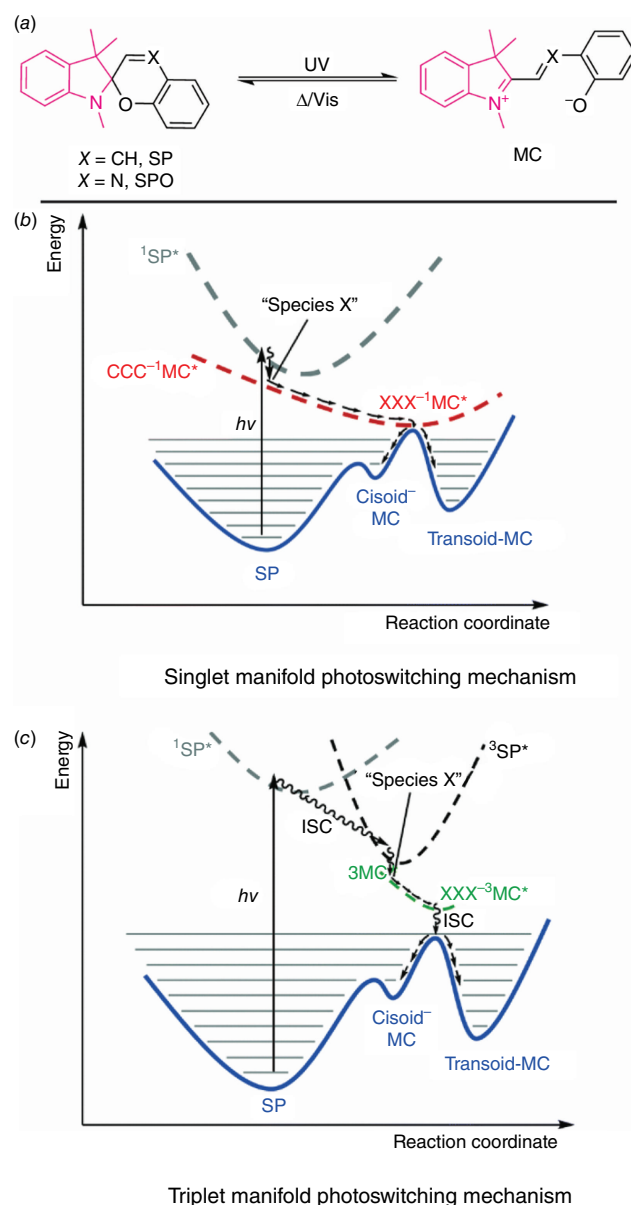 (a)
N
O
X
UV
Δ/Vis
N+
X
−O
X = CH, SP
X = N, SPO
MC
(b)
Energy
1SP*
“Species X”
CCC−1MC*
XXX−1MC*
hv
Cisoid−
MC
Transoid-MC
SP
Reaction coordinate
Singlet manifold photoswitching mechanism
(c)
Energy
1SP*
3SP*
“Species X”
ISC
3MC
XXX−3MC*
hv
ISC
Cisoid−
MC
Transoid-MC
SP
Reaction coordinate
Triplet manifold photoswitching mechanism